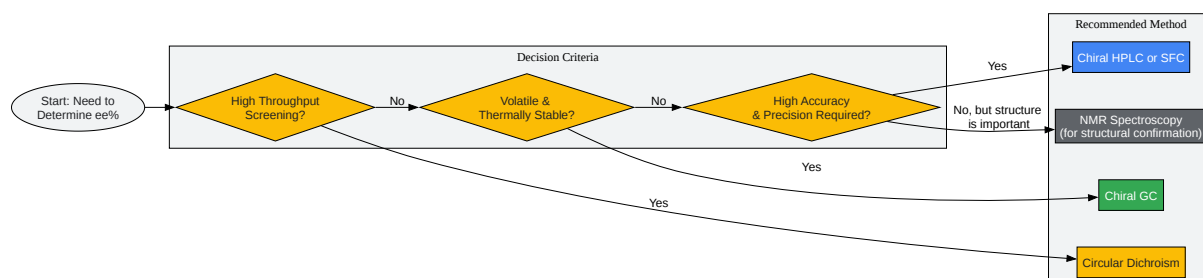 Recommended Method
Decision Criteria
Start: Need to
Determine ee%
High Throughput
Screening?
No
Volatile &
Thermally Stable?
No
High Accuracy
& Precision Required?
Yes
Chiral HPLC or SFC
No, but structure
is important
NMR Spectroscopy
(for structural confirmation)
Yes
Chiral GC
Yes
Circular Dichroism